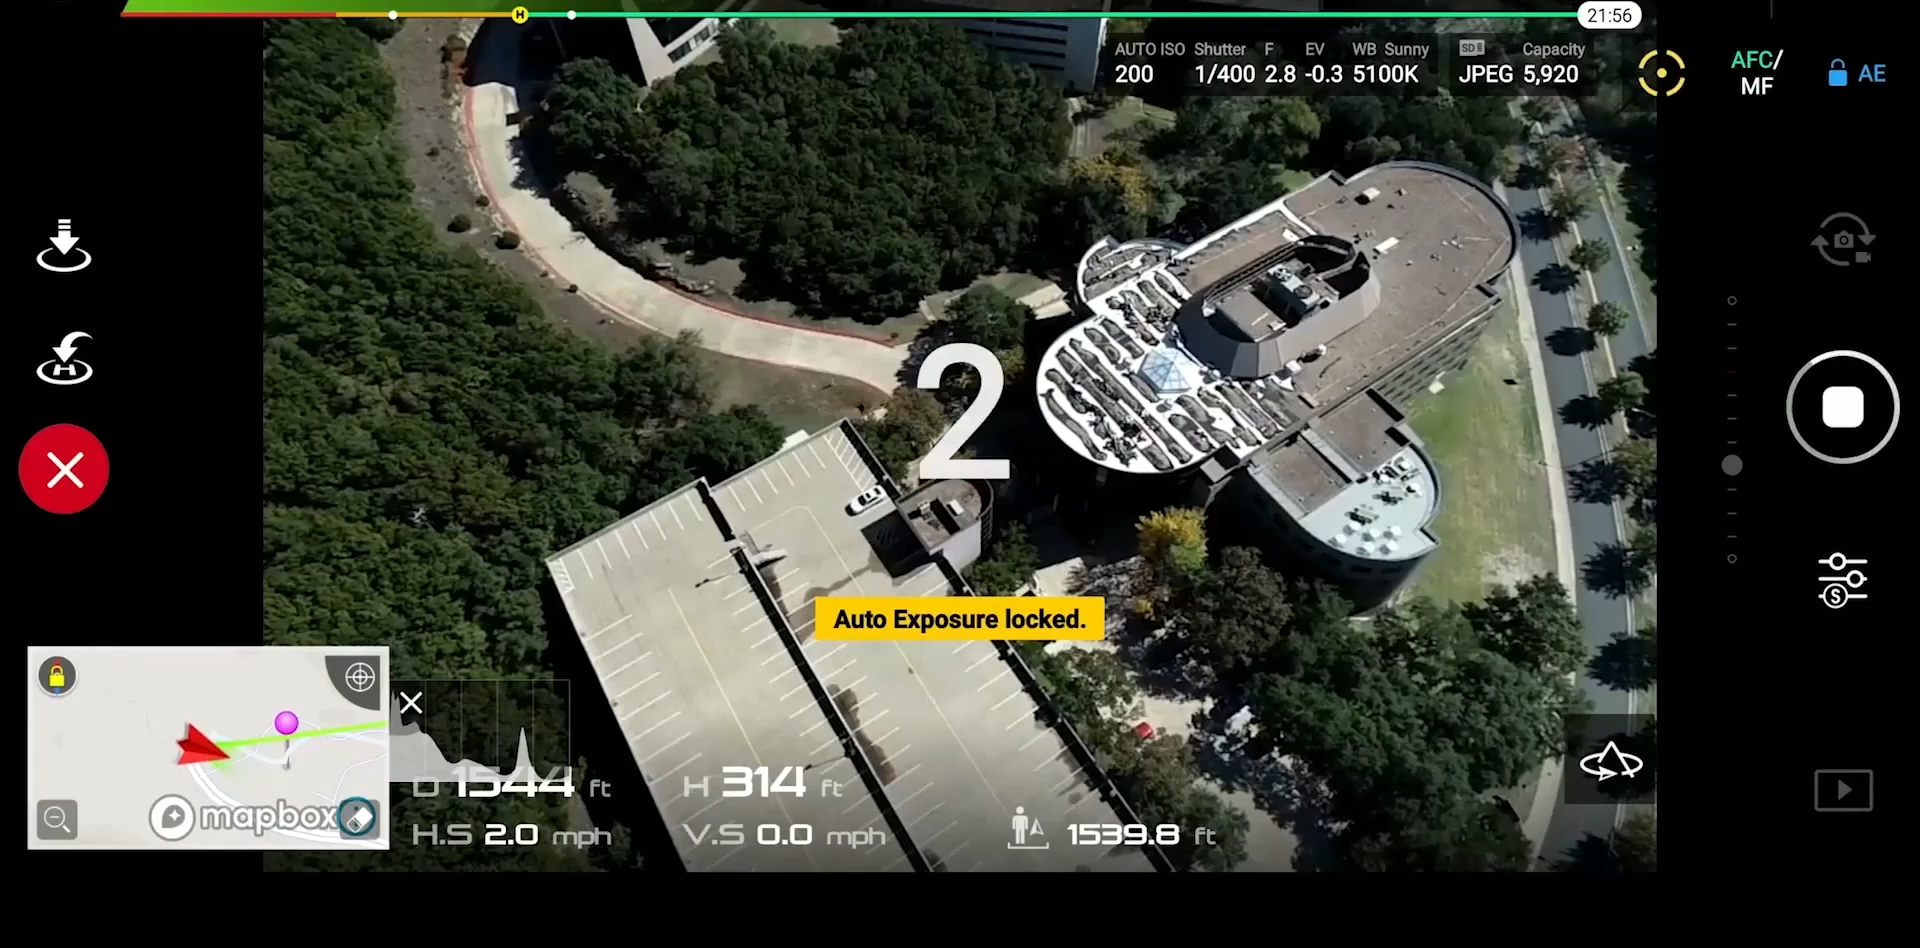 H
21:56
AUTO ISO Shutter F EV WB Sunny
200 1/400 2.8 -0.3 5100K
SD Capacity
JPEG 5,920
AFC/
MF
AE
H
2
Auto Exposure locked.
S
mapbox
D 1544 ft H 314 ft
H.S 2.0 mph V.S 0.0 mph 1539.8 ft